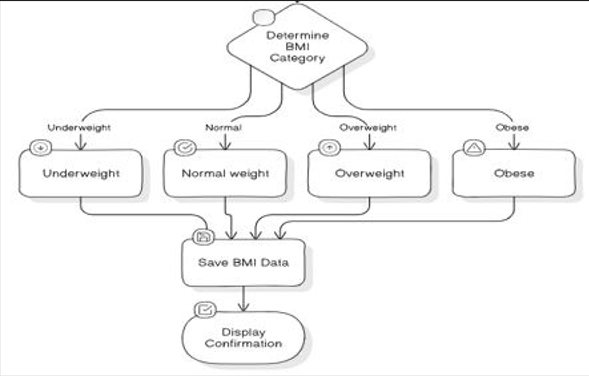 Determine
BMI
Category
Underweight
Normal
Overweight
Obese
Underweight
Normal weight
Overweight
Obese
Save BMI Data
Display
Confirmation